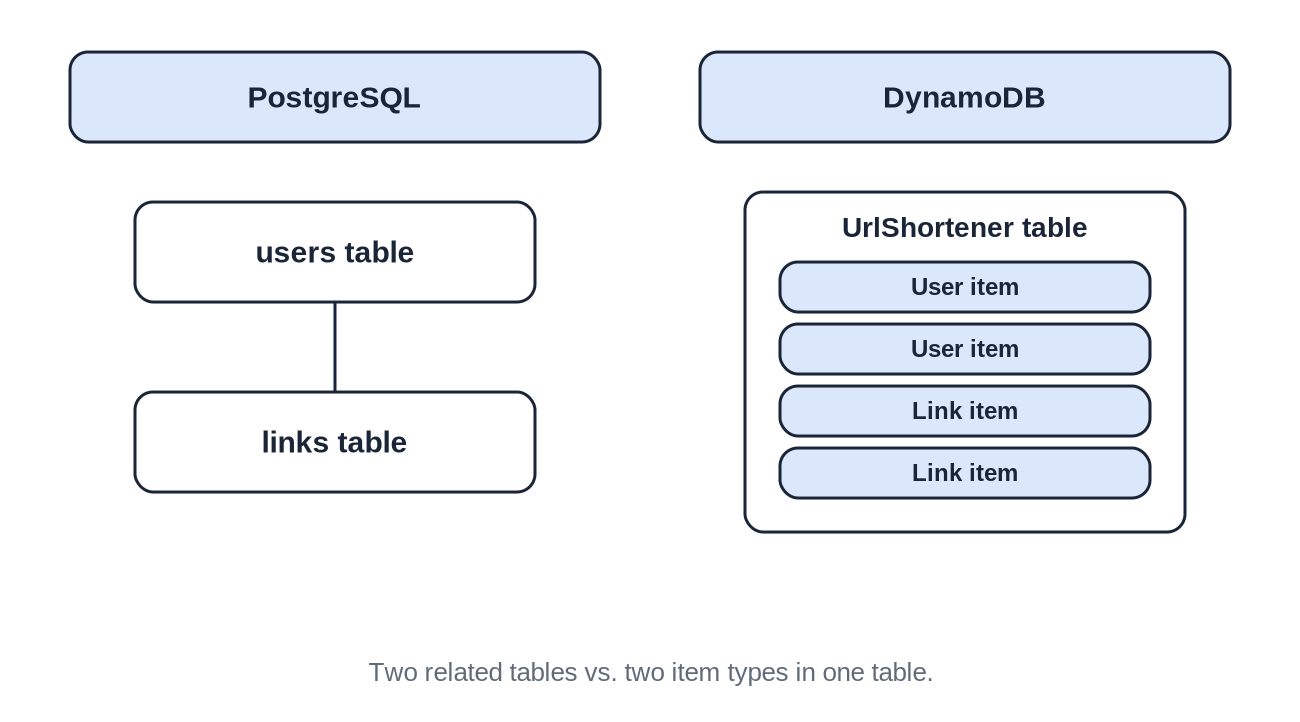 PostgreSQL
users table
links table
DynamoDB
UrlShortener table
User item
User item
Link item
Link item
Two related tables vs. two item types in one table.